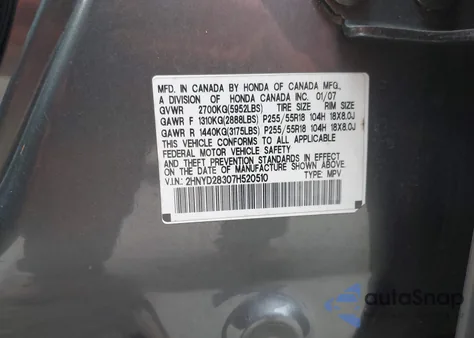 MFD. IN CANADA BY HONDA OF CANADA MFG.,
A DIVISION OF HONDA CANADA INC. 01/07
GVWR 2700KG(5952LBS) TIRE SIZE RIM SIZE
GAWR F 1310KG(2888LBS) P255/55R18 104H 18X8.0J
GAWR R 1440KG(3175LBS) P255/55R18 104H 18X8.0J
THIS VEHICLE CONFORMS TO ALL APPLICABLE
FEDERAL MOTOR VEHICLE SAFETY
AND THEFT PREVENTION STANDARDS IN EFFECT
ON THE DATE OF MANUFACTURE SHOWN ABOVE.
V.I.N.: 2HNYD28307H520510 TYPE: MPV
autoSnap